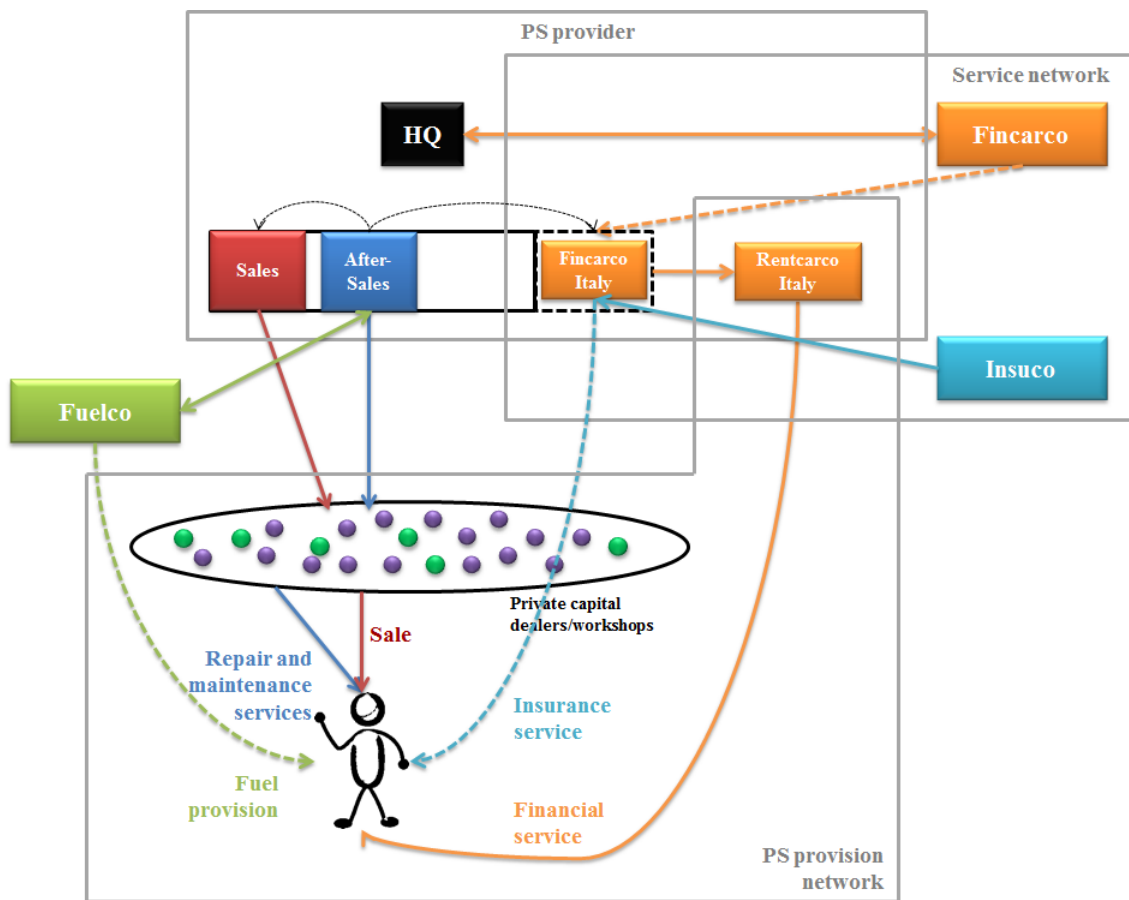 PS provider
Service network
HQ
Fincarco
Sales
After-
Sales
Fincarco
Italy
Rentcarco
Italy
Insuco
Fuelco
Private capital
dealers/workshops
Sale
Repair and
maintenance
services
Insurance
service
Fuel
provision
Financial
service
PS provision
network